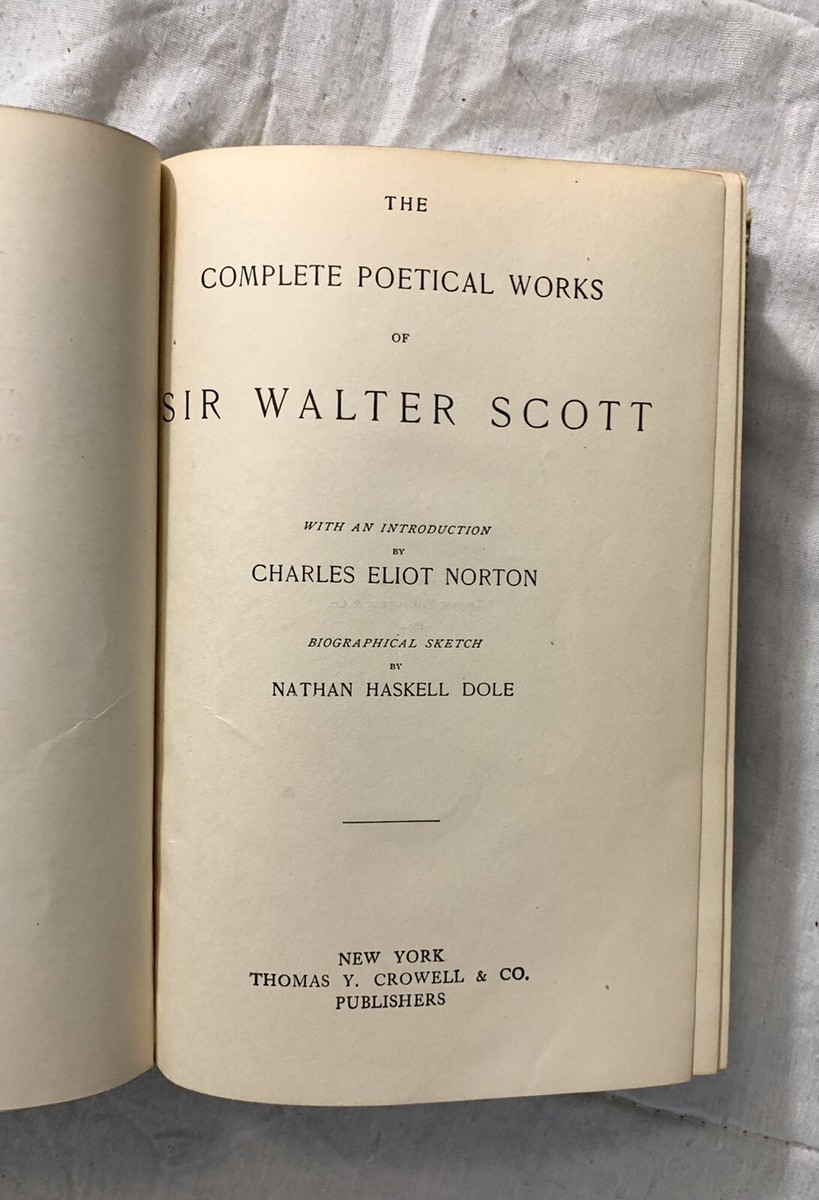 THE
COMPLETE POETICAL WORKS
OF
SIR WALTER SCOTT
WITH AN INTRODUCTION
BY
CHARLES ELIOT NORTON
BIOGRAPHICAL SKETCH
BY
NATHAN HASKELL DOLE
NEW YORK
THOMAS Y. CROWELL & CO.
PUBLISHERS